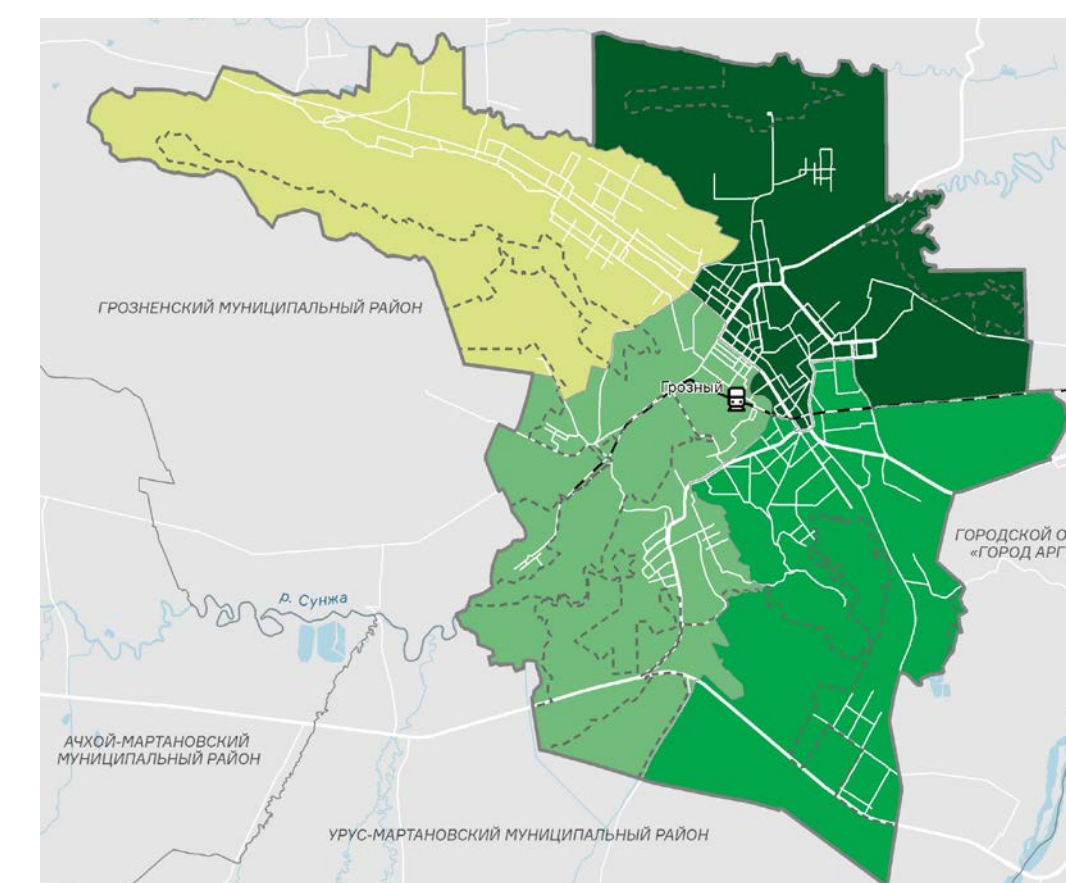 ГРОЗНЕНСКИЙ МУНИЦИПАЛЬНЫЙ РАЙОН
Грозный
ГОРОДСКОЙ О
«ГОРОД АРГ
р. Сунжа
АЧХОЙ-МАРТАНОВСКИЙ
МУНИЦИПАЛЬНЫЙ РАЙОН
УРУС-МАРТАНОВСКИЙ МУНИЦИПАЛЬНЫЙ РАЙОН